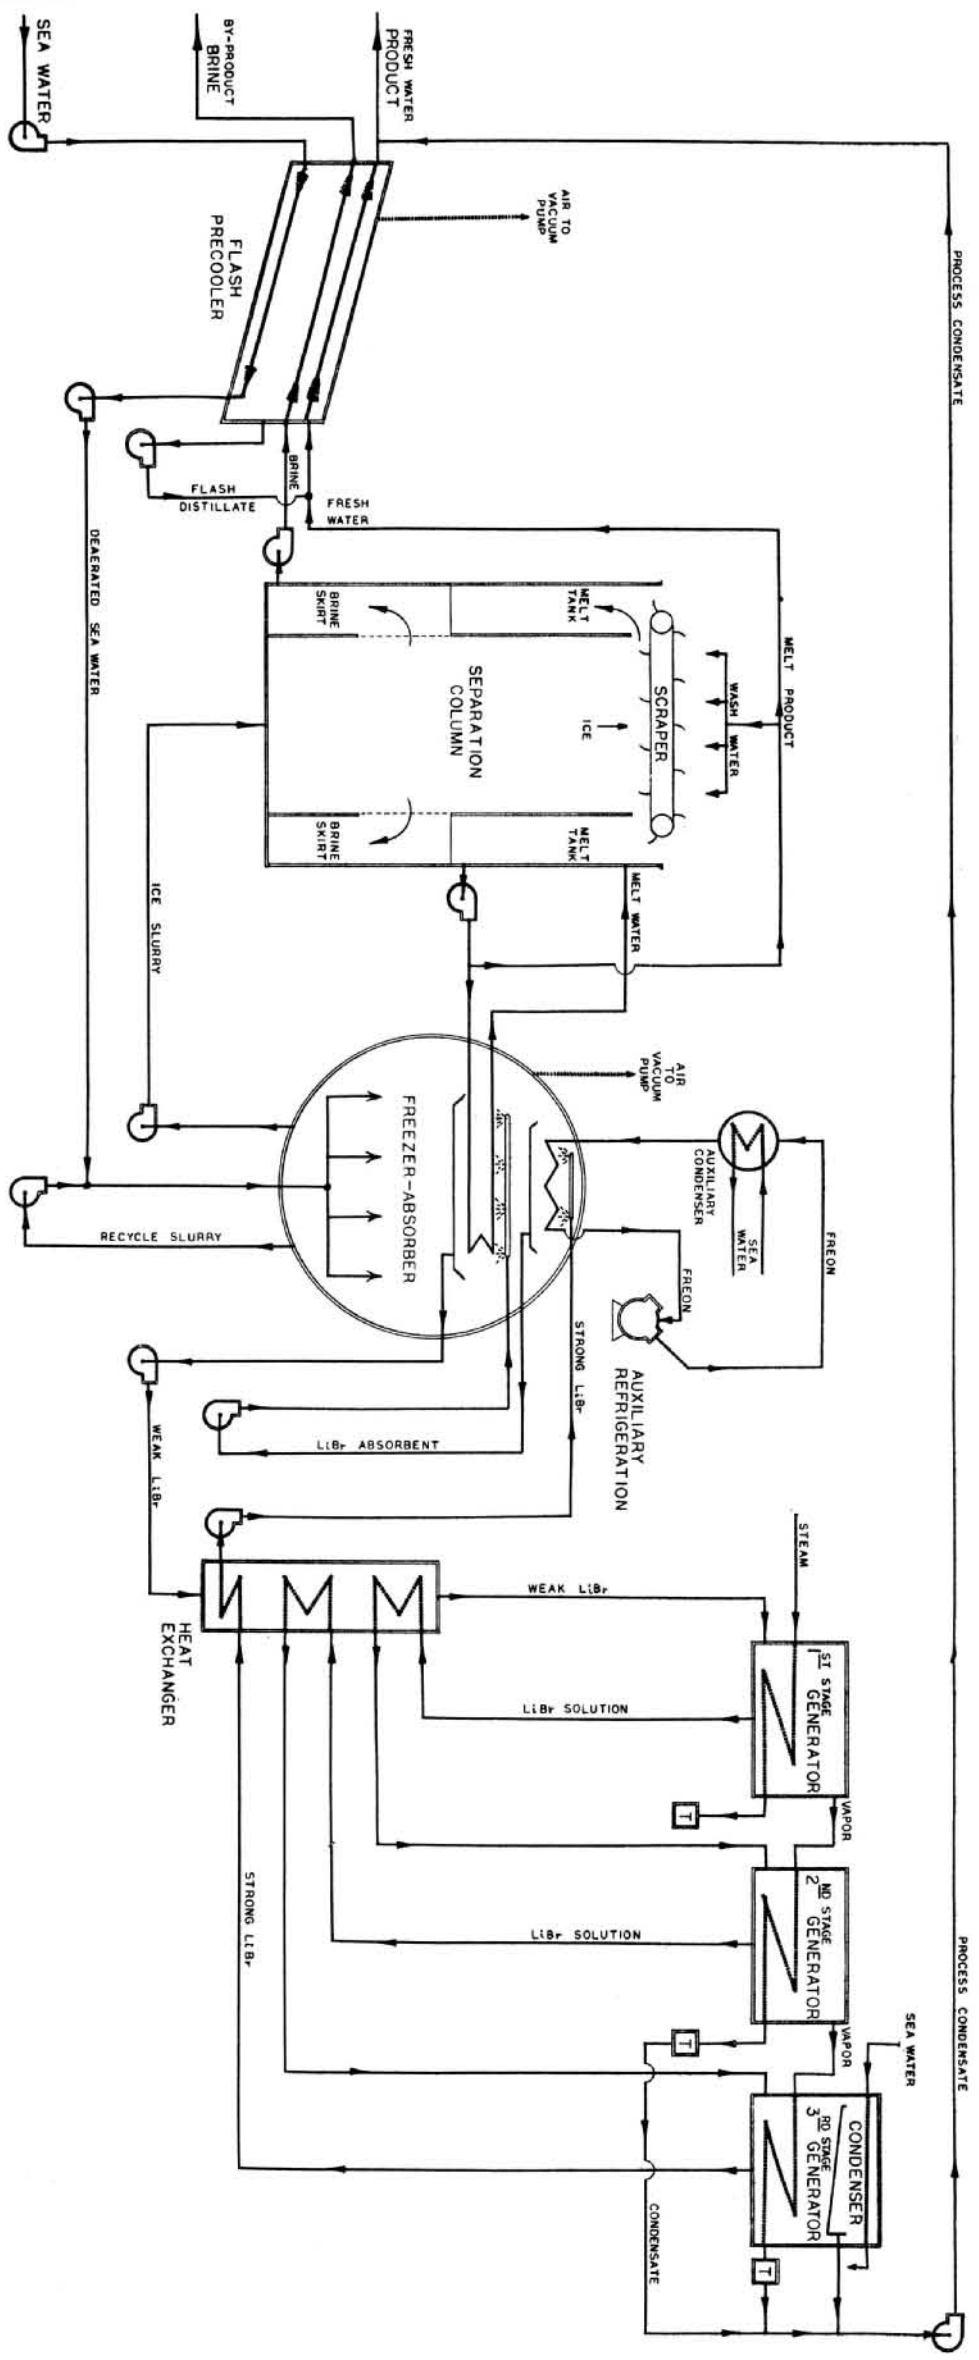 SEA WATER
BY-PRODUCT
BRINE
FRESH WATER
PRODUCT
AIR TO
VACUUM
PUMP
FLASH
PRECOOLER
FLASH
DISTILLATE
BRINE
FRESH
WATER
DEAERATED SEA WATER
PROCESS CONDENSATE
BRINE
SKIRT
MELT
TANK
SEPARATION
COLUMN
ICE
SCRAPER
WASH WATER
MELT PRODUCT
BRINE
SKIRT
MELT
TANK
MELT WATER
ICE SLURRY
RECYCLE SLURRY
FREEZER-ABSORBER
AIR
TO
VACUUM
PUMP
AUXILIARY
CONDENSER
SEA
WATER
FREON
FREON
AUXILIARY
REFRIGERATION
STRONG LiBr
LiBr ABSORBENT
WEAK LiBr
HEAT
EXCHANGER
WEAK LiBr
STEAM
1ST STAGE
GENERATOR
LiBr SOLUTION
T
VAPOR
2ND STAGE
GENERATOR
LiBr SOLUTION
STRONG LiBr
T
VAPOR
SEA WATER
CONDENSER
3RD STAGE
GENERATOR
T
CONDENSATE
PROCESS CONDENSATE